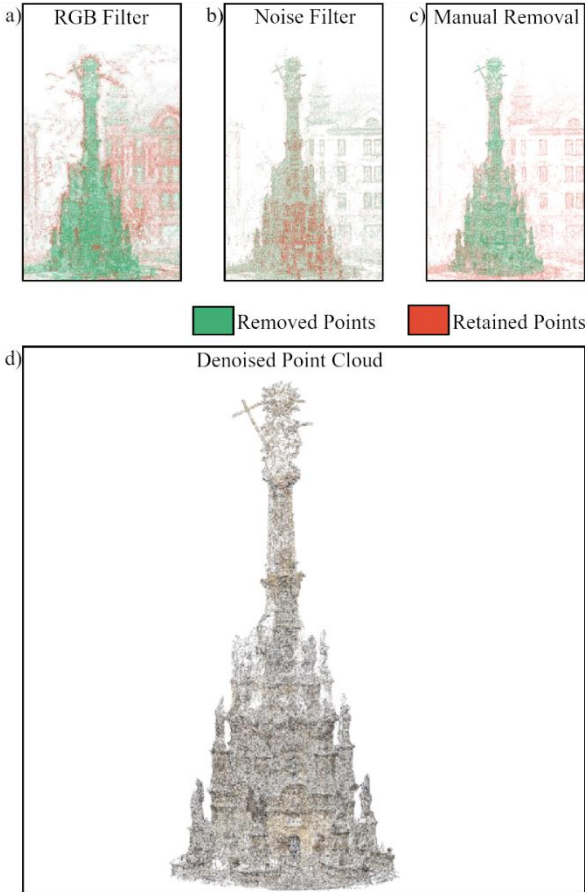 a) RGB Filter
b) Noise Filter
c) Manual Removal
Removed Points
Retained Points
d) Denoised Point Cloud